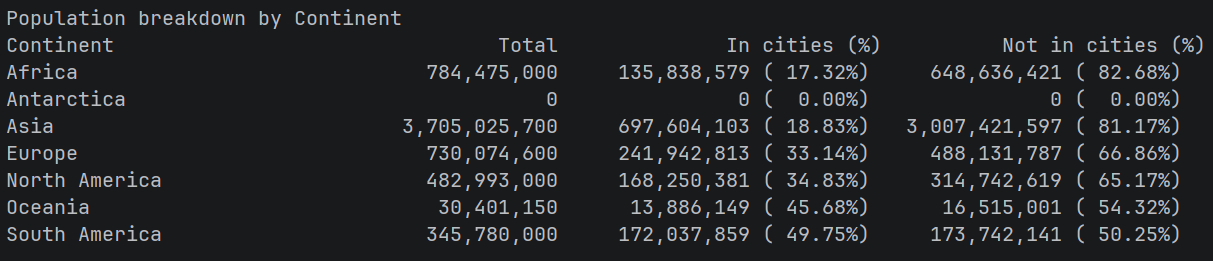 Population breakdown by Continent
Continent Total In cities (%) Not in cities (%)
Africa 784,475,000 135,838,579 ( 17.32%) 648,636,421 ( 82.68%)
Antarctica 0 0 ( 0.00%) 0 ( 0.00%)
Asia 3,705,025,700 697,604,103 ( 18.83%) 3,007,421,597 ( 81.17%)
Europe 730,074,600 241,942,813 ( 33.14%) 488,131,787 ( 66.86%)
North America 482,993,000 168,250,381 ( 34.83%) 314,742,619 ( 65.17%)
Oceania 30,401,150 13,886,149 ( 45.68%) 16,515,001 ( 54.32%)
South America 345,780,000 172,037,859 ( 49.75%) 173,742,141 ( 50.25%)